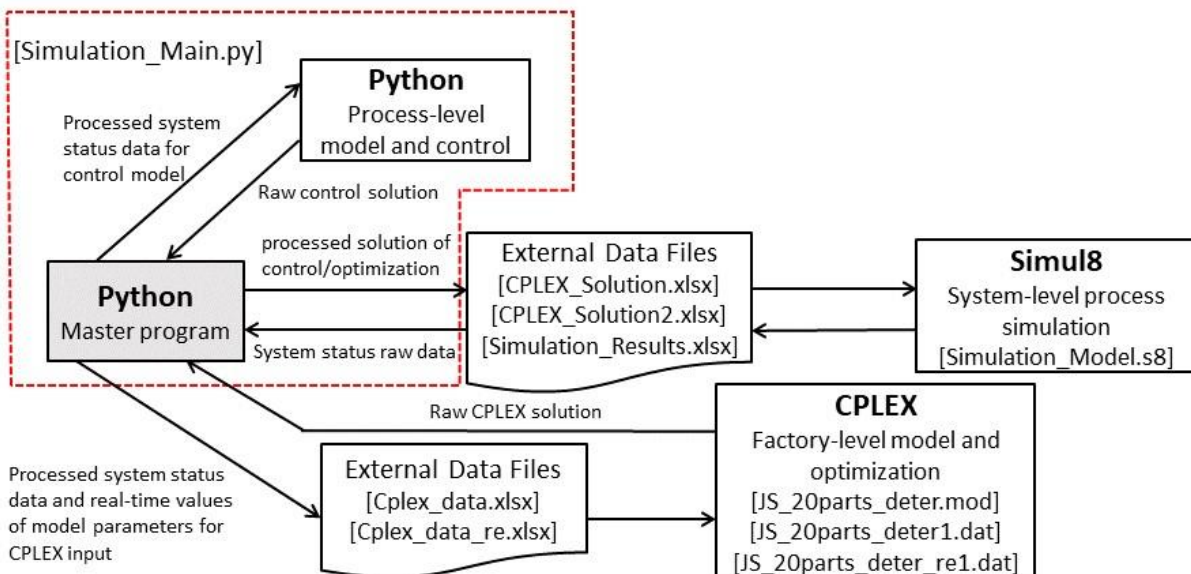 [Simulation_Main.py]
Python
Process-level
model and control
Processed system
status data for
control model
Raw control solution
processed solution of
control/optimization
Python
Master program
System status raw data
External Data Files
[CPLEX_Solution.xlsx]
[CPLEX_Solution2.xlsx]
[Simulation_Results.xlsx]
Simul8
System-level process
simulation
[Simulation_Model.s8]
Raw CPLEX solution
CPLEX
Factory-level model and
optimization
[JS_20parts_deter.mod]
[JS_20parts_deter1.dat]
[JS_20parts_deter_re1.dat]
Processed system status
data and real-time values
of model parameters for
CPLEX input
External Data Files
[Cplex_data.xlsx]
[Cplex_data_re.xlsx]